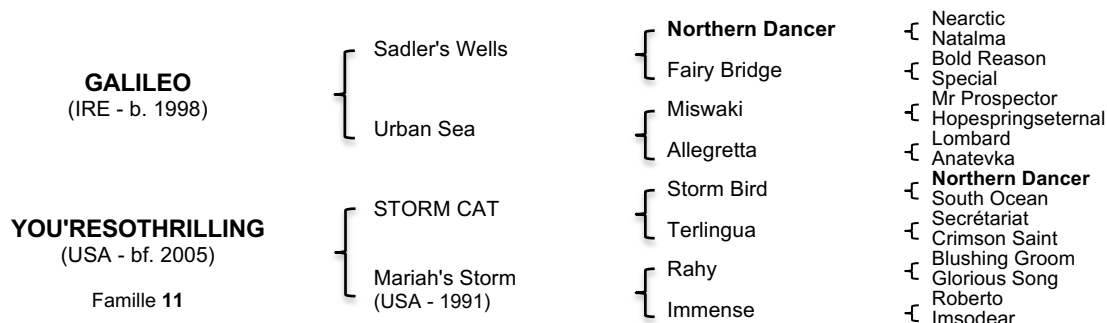 GALILEO
(IRE - b. 1998)
YOU'RESOTHRILLING
(USA - bf. 2005)
Famille 11
Sadler's Wells
Urban Sea
STORM CAT
Mariah's Storm
(USA - 1991)
Northern Dancer
Fairy Bridge
Miswaki
Allegretta
Storm Bird
Terlingua
Rahy
Immense
Nearctic
Natalma
Bold Reason
Special
Mr Prospector
Hopespringseternal
Lombard
Anatevka
Northern Dancer
South Ocean
Secrétariat
Crimson Saint
Blushing Groom
Glorious Song
Roberto
Imsodear